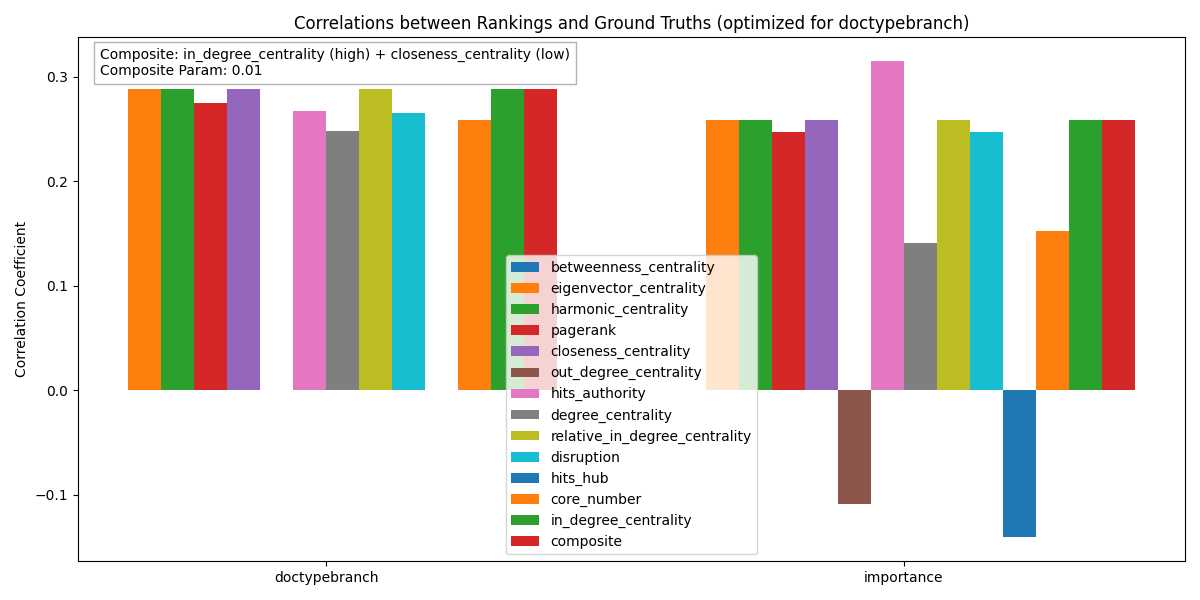 Correlations between Rankings and Ground Truths (optimized for doctypebranch)
Composite: in_degree_centrality (high) + closeness_centrality (low)
Composite Param: 0.01
Correlation Coefficient
0.3
0.2
0.1
0.0
−0.1
betweenness_centrality
eigenvector_centrality
harmonic_centrality
pagerank
closeness_centrality
out_degree_centrality
hits_authority
degree_centrality
relative_in_degree_centrality
disruption
hits_hub
core_number
in_degree_centrality
composite
doctypebranch
importance